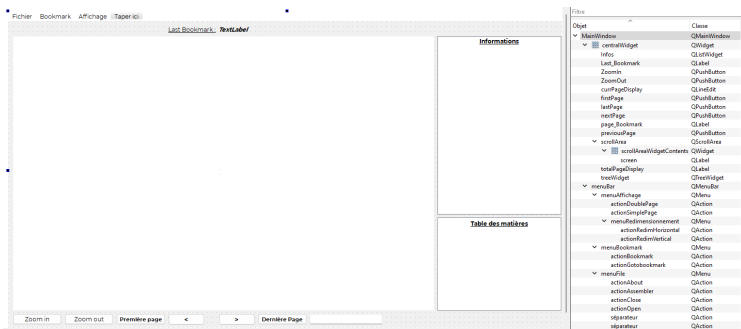 Filtre
Fichier Bookmark Affichage Taper ici
Objet Classe
Last Bookmark : TextLabel
MainWindow QMainWindow
Informations
centralWidget QWidget
Infos QListWidget
Last_Bookmark QLabel
ZoomIn QPushButton
ZoomOut QPushButton
currPageDisplay QLineEdit
firstPage QPushButton
lastPage QPushButton
nextPage QPushButton
page_Bookmark QLabel
previousPage QPushButton
scrollArea QScrollArea
scrollAreaWidgetContents QWidget
screen QLabel
totalPageDisplay QLabel
treeWidget QTreeWidget
menuBar QMenuBar
menuAffichage QMenu
actionDoublePage QAction
actionSimplePage QAction
Table des matières
menuRedimensionnement QMenu
actionRedimHorizontal QAction
actionRedimVertical QAction
menuBookmark QMenu
actionBookmark QAction
actionGotobookmark QAction
menuFile QMenu
actionAbout QAction
actionAssembler QAction
actionClose QAction
actionOpen QAction
séparateur QAction
séparateur QAction
Zoom in Zoom out Première page < > Dernière Page